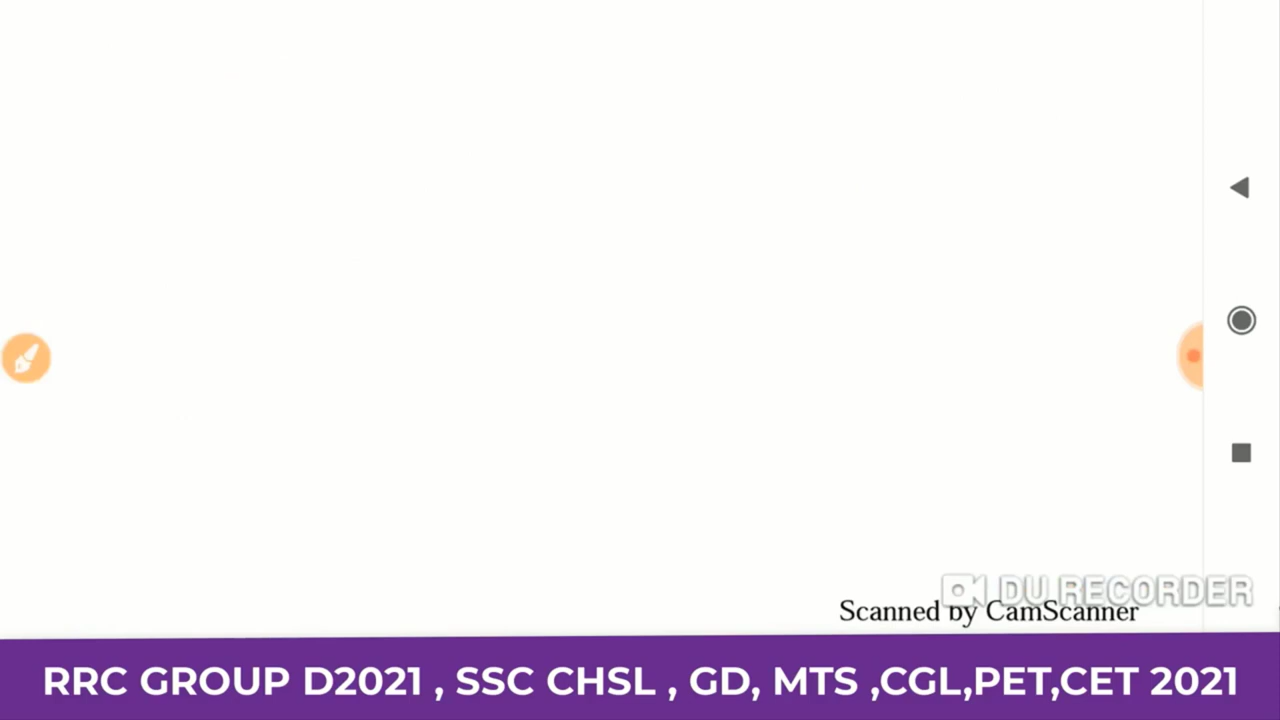 DU RECORDER
Scanned by CamScanner
RRC GROUP D2021 , SSC CHSL , GD, MTS ,CGL,PET,CET 2021